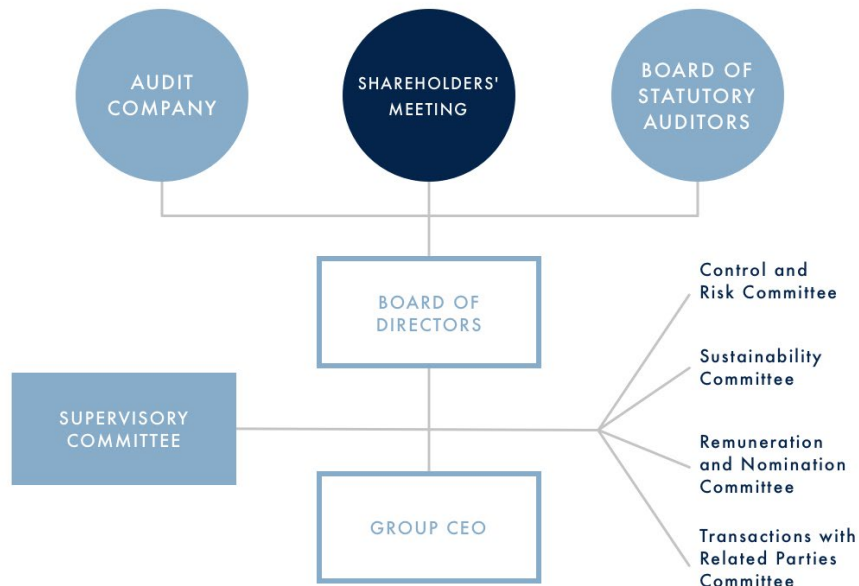 AUDIT
COMPANY
SHAREHOLDERS'
MEETING
BOARD OF
STATUTORY
AUDITORS
BOARD OF
DIRECTORS
Control and
Risk Committee
Sustainability
Committee
SUPERVISORY
COMMITTEE
Remuneration
and Nomination
Committee
GROUP CEO
Transactions with
Related Parties
Committee